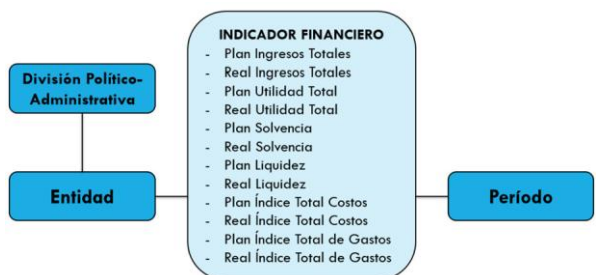 INDICADOR FINANCIERO
- Plan Ingresos Totales
- Real Ingresos Totales
- Plan Utilidad Total
- Real Utilidad Total
- Plan Solvencia
- Real Solvencia
- Plan Liquidez
- Real Liquidez
- Plan Índice Total Costos
- Real Índice Total Costos
- Plan Índice Total de Gastos
- Real Índice Total de Gastos
División Político-
Administrativa
Entidad
Período